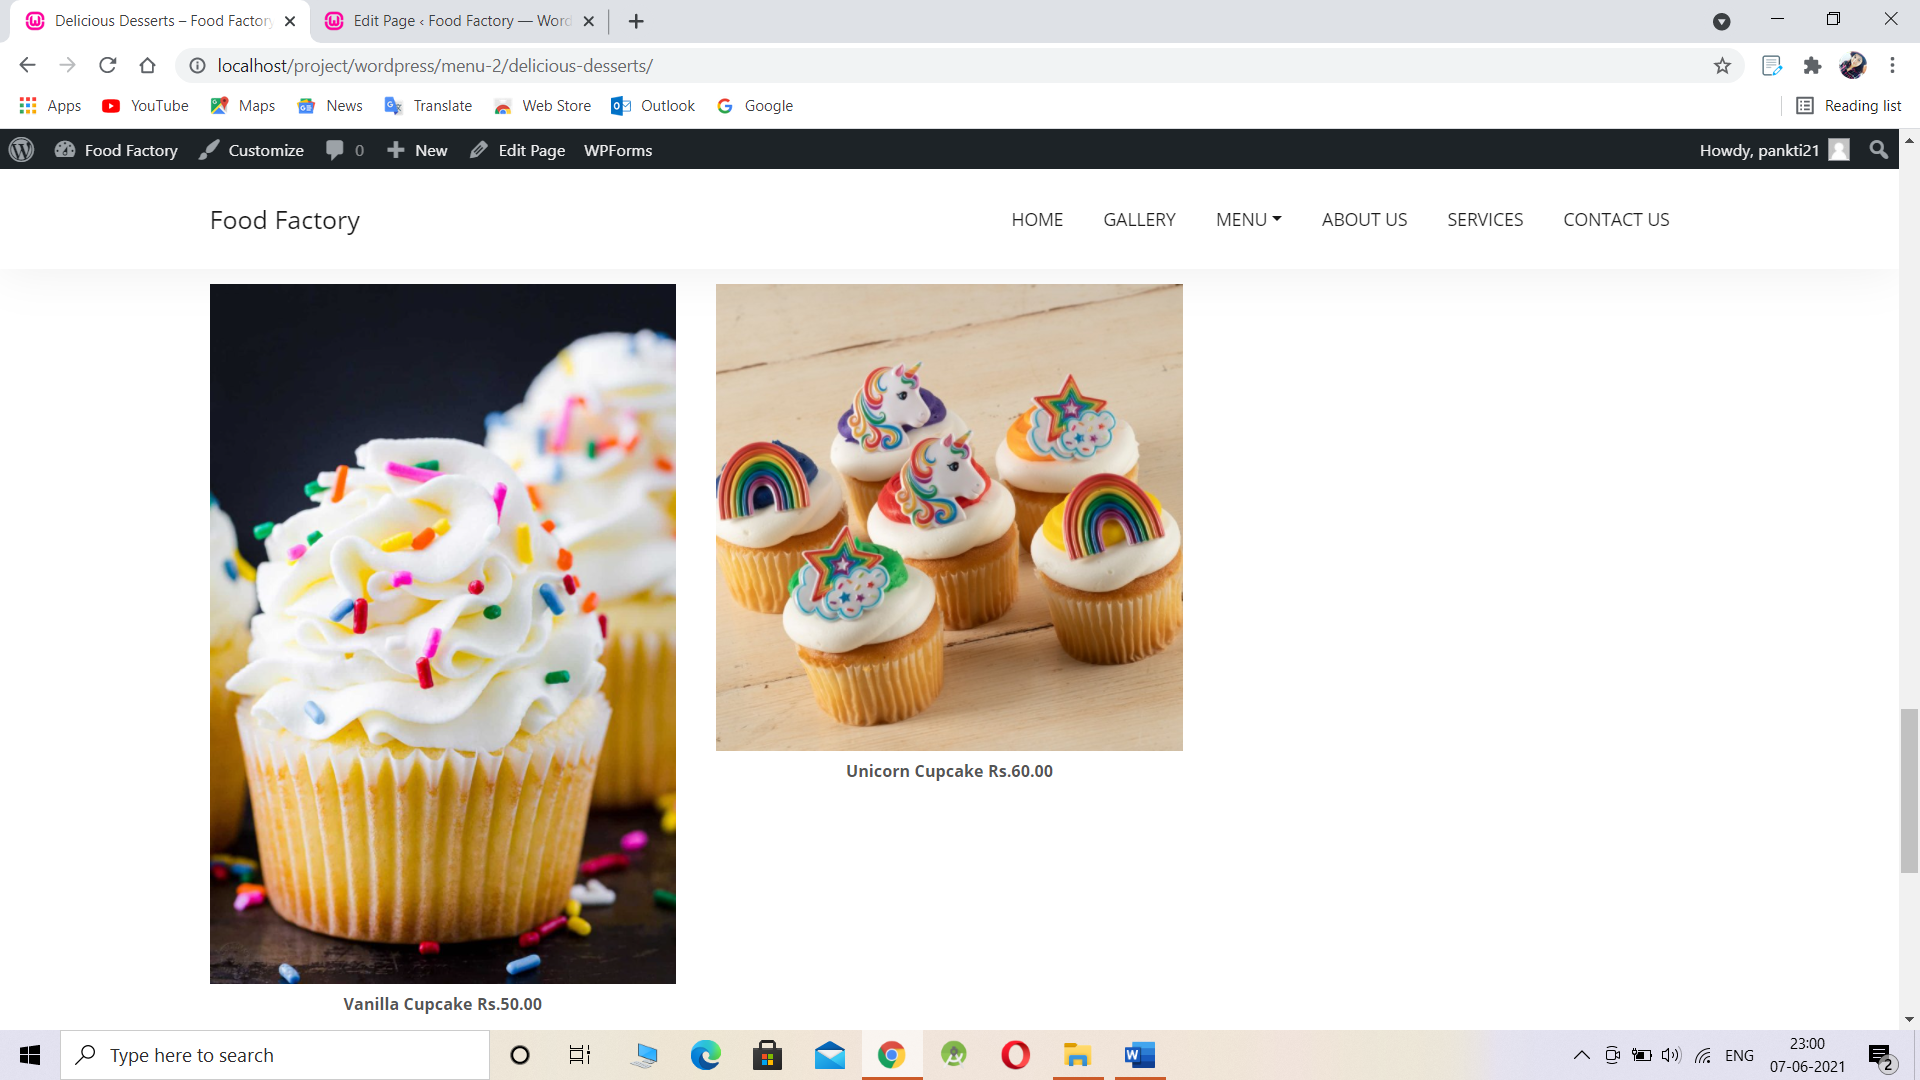 Delicious Desserts – Food Factory
Edit Page ‹ Food Factory — Word
localhost/project/wordpress/menu-2/delicious-desserts/
Apps YouTube Maps News Translate Web Store Outlook Google Reading list
Food Factory Customize 0 New Edit Page WPForms Howdy, pankti21
Food Factory HOME GALLERY MENU ABOUT US SERVICES CONTACT US
Unicorn Cupcake Rs.60.00
Vanilla Cupcake Rs.50.00
Type here to search
ENG
23:00
07-06-2021
2